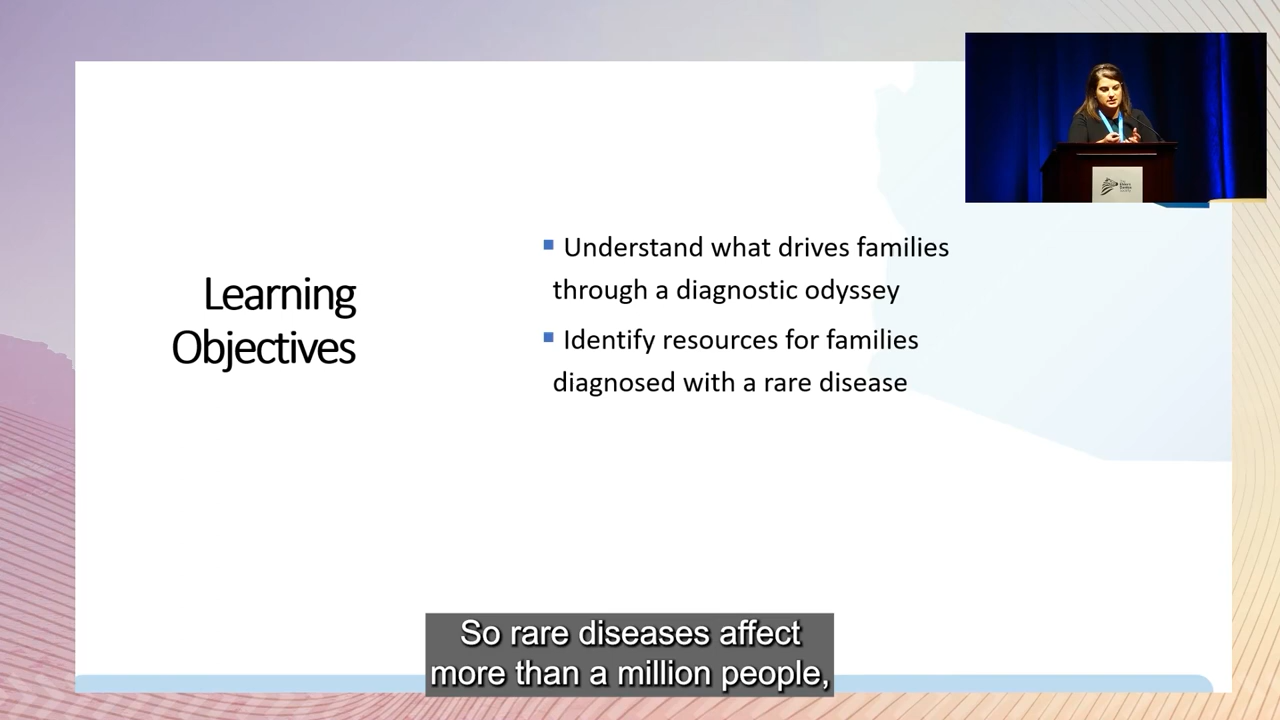 Learning
Objectives
Understand what drives families
through a diagnostic odyssey
Identify resources for families
diagnosed with a rare disease
So rare diseases affect
more than a million people,